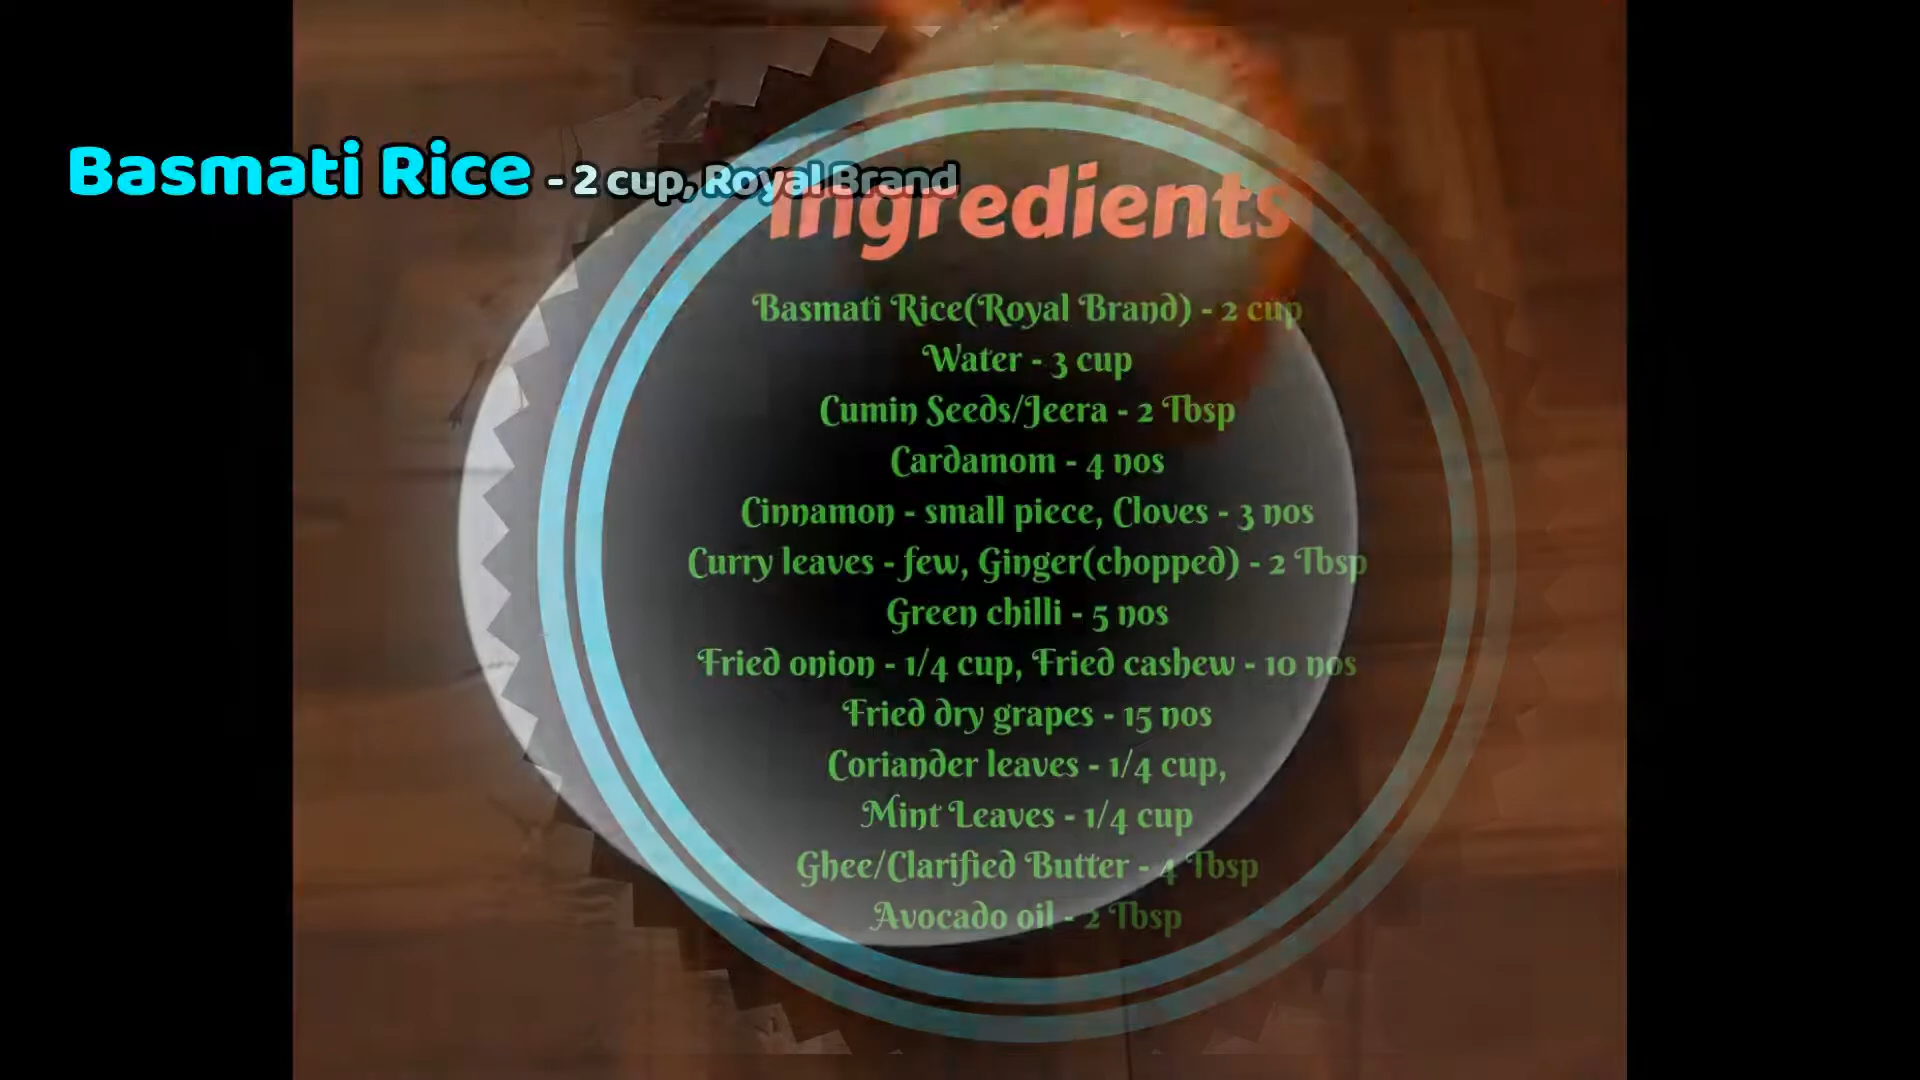 Basmati Rice - 2 cup, Royal Brand
Ingredients
Basmati Rice(Royal Brand) - 2 cup
Water - 3 cup
Cumin Seeds/Jeera - 2 Tbsp
Cardamom - 4 nos
Cinnamon - small piece, Cloves - 3 nos
Curry leaves - few, Ginger(chopped) - 2 Tbsp
Green chilli - 5 nos
Fried onion - 1/4 cup, Fried cashew - 10 nos
Fried dry grapes - 15 nos
Coriander leaves - 1/4 cup,
Mint Leaves - 1/4 cup
Ghee/Clarified Butter - 4 Tbsp
Avocado oil - 2 Tbsp